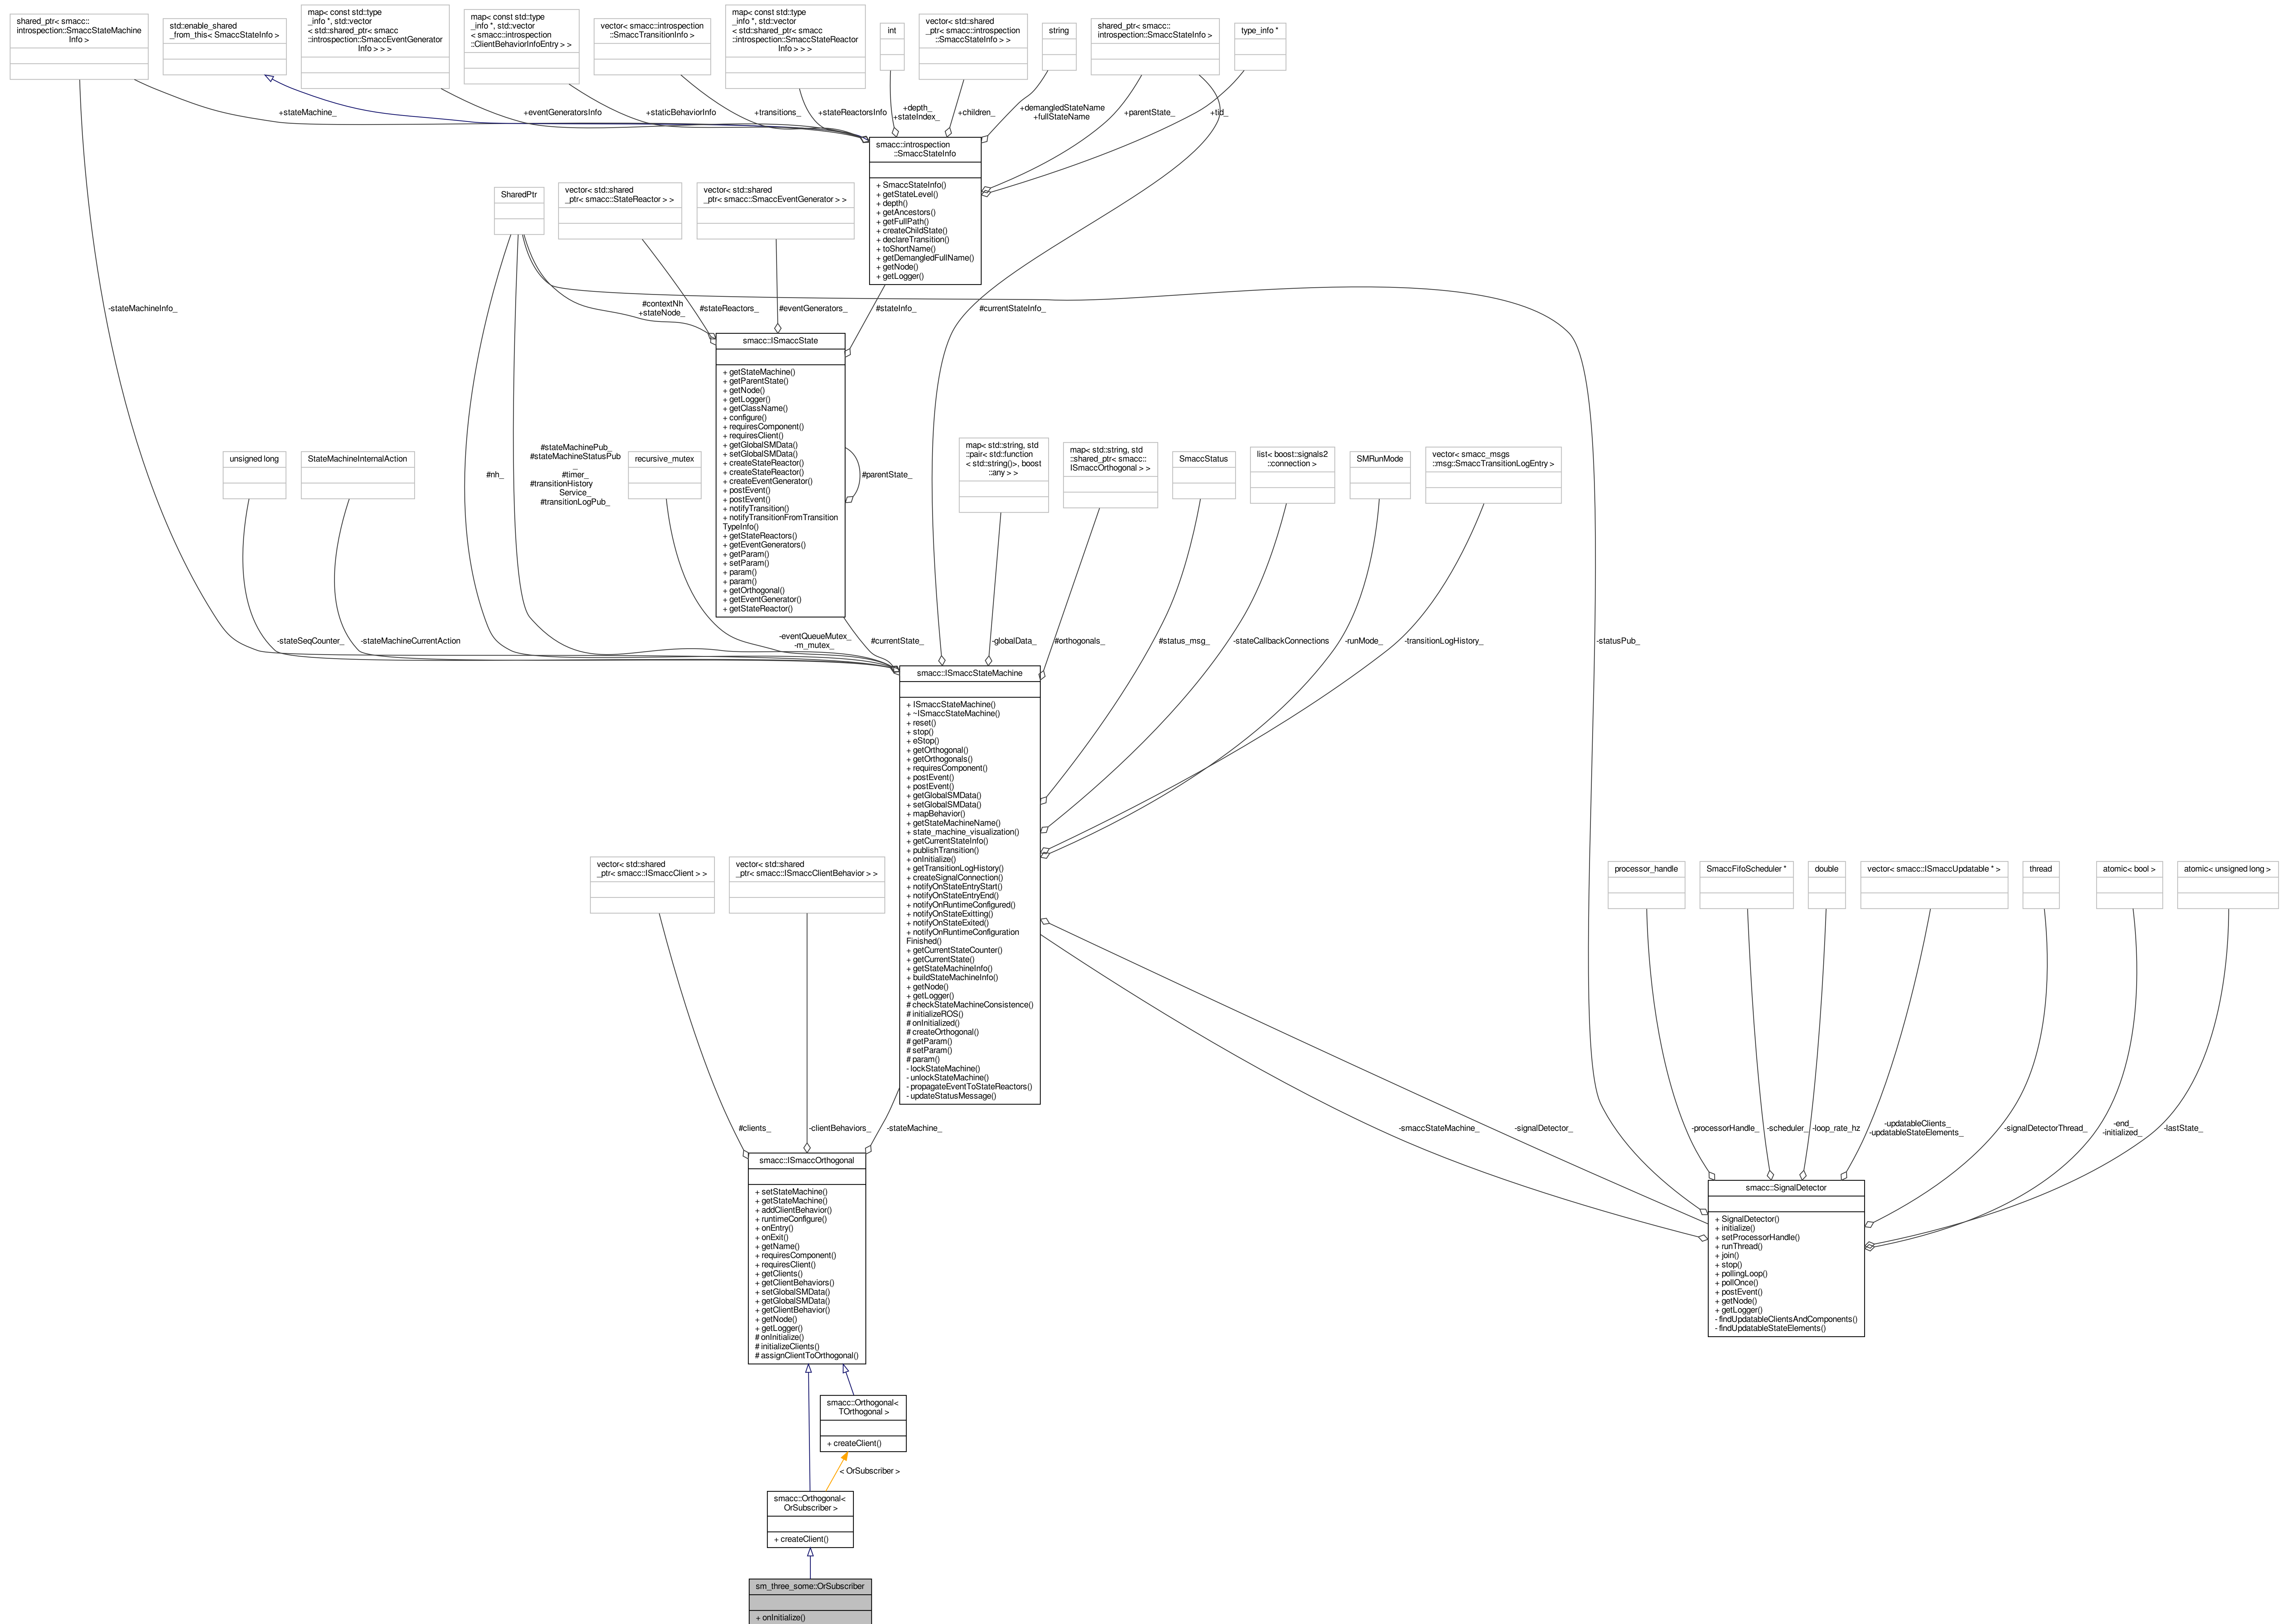 shared_ptr< smacc::
introspection::SmaccStateMachine
Info >
std::enable_shared
_from_this< SmaccStateInfo >
map< const std::type
_info *, std::vector
< std::shared_ptr< smacc
::introspection::SmaccEventGenerator
Info > > >
map< const std::type
_info *, std::vector
< smacc::introspection
::ClientBehaviorInfoEntry > >
vector< smacc::introspection
::SmaccTransitionInfo >
map< const std::type
_info *, std::vector
< std::shared_ptr< smacc
::introspection::SmaccStateReactor
Info > > >
int
vector< std::shared
_ptr< smacc::introspection
::SmaccStateInfo > >
string
shared_ptr< smacc::
introspection::SmaccStateInfo >
type_info *
+stateMachine_
+eventGeneratorsInfo
+staticBehaviorInfo
+transitions_
+stateReactorsInfo
+depth_
+stateIndex_
+children_
+demangledStateName
+fullStateName
+parentState_
+tid_
smacc::introspection
::SmaccStateInfo
+ SmaccStateInfo()
+ getStateLevel()
+ depth()
+ getAncestors()
+ getFullPath()
+ createChildState()
+ declareTransition()
+ toShortName()
+ getDemangledFullName()
+ getNode()
+ getLogger()
SharedPtr
vector< std::shared
_ptr< smacc::StateReactor > >
vector< std::shared
_ptr< smacc::SmaccEventGenerator > >
-stateMachineInfo_
#contextNh
+stateNode_
#stateReactors_
#eventGenerators_
#stateInfo_
#currentStateInfo_
smacc::ISmaccState
+ getStateMachine()
+ getParentState()
+ getNode()
+ getLogger()
+ getClassName()
+ configure()
+ requiresComponent()
+ requiresClient()
+ getGlobalSMData()
+ setGlobalSMData()
+ createStateReactor()
+ createStateReactor()
+ createEventGenerator()
+ postEvent()
+ postEvent()
+ notifyTransition()
+ notifyTransitionFromTransition
TypeInfo()
+ getStateReactors()
+ getEventGenerators()
+ getParam()
+ setParam()
+ param()
+ param()
+ getOrthogonal()
+ getEventGenerator()
+ getStateReactor()
#parentState_
unsigned long
StateMachineInternalAction
#nh_
#stateMachinePub_
#stateMachineStatusPub
_
#timer_
#transitionHistory
Service_
#transitionLogPub_
recursive_mutex
map< std::string, std
::pair< std::function
< std::string()>, boost
::any > >
map< std::string, std
::shared_ptr< smacc::
ISmaccOrthogonal > >
SmaccStatus
list< boost::signals2
::connection >
SMRunMode
vector< smacc_msgs
::msg::SmaccTransitionLogEntry >
-stateSeqCounter_
-stateMachineCurrentAction
-eventQueueMutex_
-m_mutex_
#currentState_
-globalData_
#orthogonals_
#status_msg_
-stateCallbackConnections
-runMode_
-transitionLogHistory_
-statusPub_
smacc::ISmaccStateMachine
+ ISmaccStateMachine()
+ ~ISmaccStateMachine()
+ reset()
+ stop()
+ eStop()
+ getOrthogonal()
+ getOrthogonals()
+ requiresComponent()
+ postEvent()
+ postEvent()
+ getGlobalSMData()
+ setGlobalSMData()
+ mapBehavior()
+ getStateMachineName()
+ state_machine_visualization()
+ getCurrentStateInfo()
+ publishTransition()
+ onInitialize()
+ getTransitionLogHistory()
+ createSignalConnection()
+ notifyOnStateEntryStart()
+ notifyOnStateEntryEnd()
+ notifyOnRuntimeConfigured()
+ notifyOnStateExitting()
+ notifyOnStateExited()
+ notifyOnRuntimeConfiguration
Finished()
+ getCurrentStateCounter()
+ getCurrentState()
+ getStateMachineInfo()
+ buildStateMachineInfo()
+ getNode()
+ getLogger()
# checkStateMachineConsistence()
# initializeROS()
# onInitialized()
# createOrthogonal()
# getParam()
# setParam()
# param()
- lockStateMachine()
- unlockStateMachine()
- propagateEventToStateReactors()
- updateStatusMessage()
vector< std::shared
_ptr< smacc::ISmaccClient > >
vector< std::shared
_ptr< smacc::ISmaccClientBehavior > >
processor_handle
SmaccFifoScheduler *
double
vector< smacc::ISmaccUpdatable * >
thread
atomic< bool >
atomic< unsigned long >
#clients_
-clientBehaviors_
-stateMachine_
-smaccStateMachine_
-signalDetector_
-processorHandle_
-scheduler_
-loop_rate_hz
-updatableClients_
-updatableStateElements_
-signalDetectorThread_
-end_
-initialized_
-lastState_
smacc::ISmaccOrthogonal
+ setStateMachine()
+ getStateMachine()
+ addClientBehavior()
+ runtimeConfigure()
+ onEntry()
+ onExit()
+ getName()
+ requiresComponent()
+ requiresClient()
+ getClients()
+ getClientBehaviors()
+ setGlobalSMData()
+ getGlobalSMData()
+ getClientBehavior()
+ getNode()
+ getLogger()
# onInitialize()
# initializeClients()
# assignClientToOrthogonal()
smacc::SignalDetector
+ SignalDetector()
+ initialize()
+ setProcessorHandle()
+ runThread()
+ join()
+ stop()
+ pollingLoop()
+ pollOnce()
+ postEvent()
+ getNode()
+ getLogger()
- findUpdatableClientsAndComponents()
- findUpdatableStateElements()
smacc::Orthogonal<
TOrthogonal >
+ createClient()
< OrSubscriber >
smacc::Orthogonal<
OrSubscriber >
+ createClient()
sm_three_some::OrSubscriber
+ onInitialize()